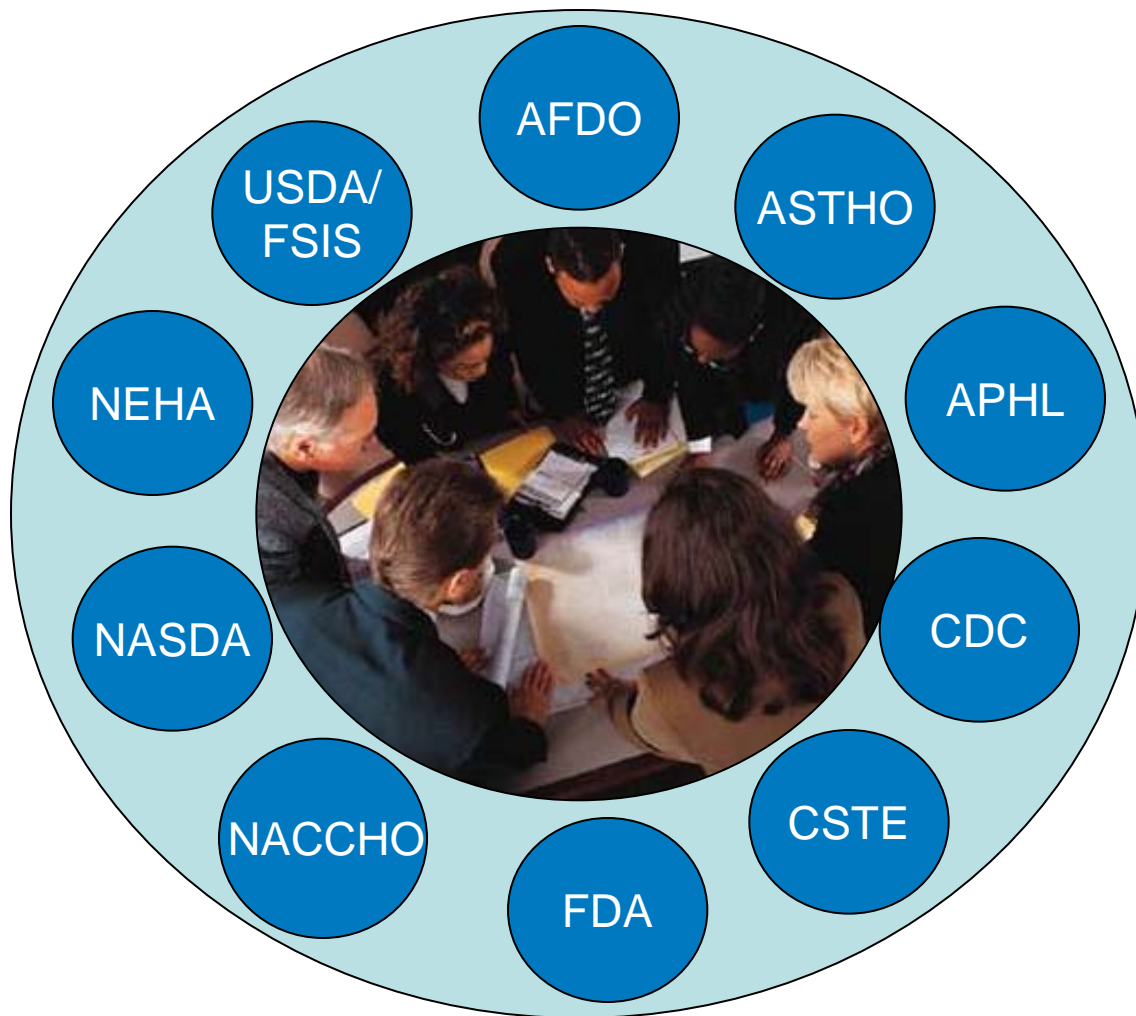 AFDO
ASTHO
APHL
CDC
CSTE
FDA
NACCHO
NASDA
NEHA
USDA/
FSIS